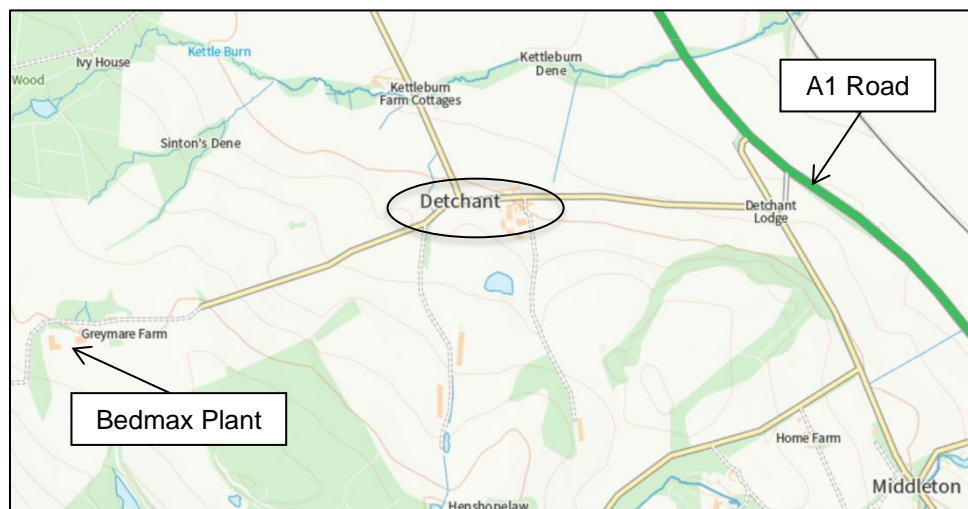 Kettle Burn
Ivy House
Wood
Kettleburn
Dene
A1 Road
Kettleburn
Farm Cottages
Sinton's Dene
Detchant
Detchant
Lodge
Greymare Farm
Bedmax Plant
Home Farm
Middleton
Henshopelaw